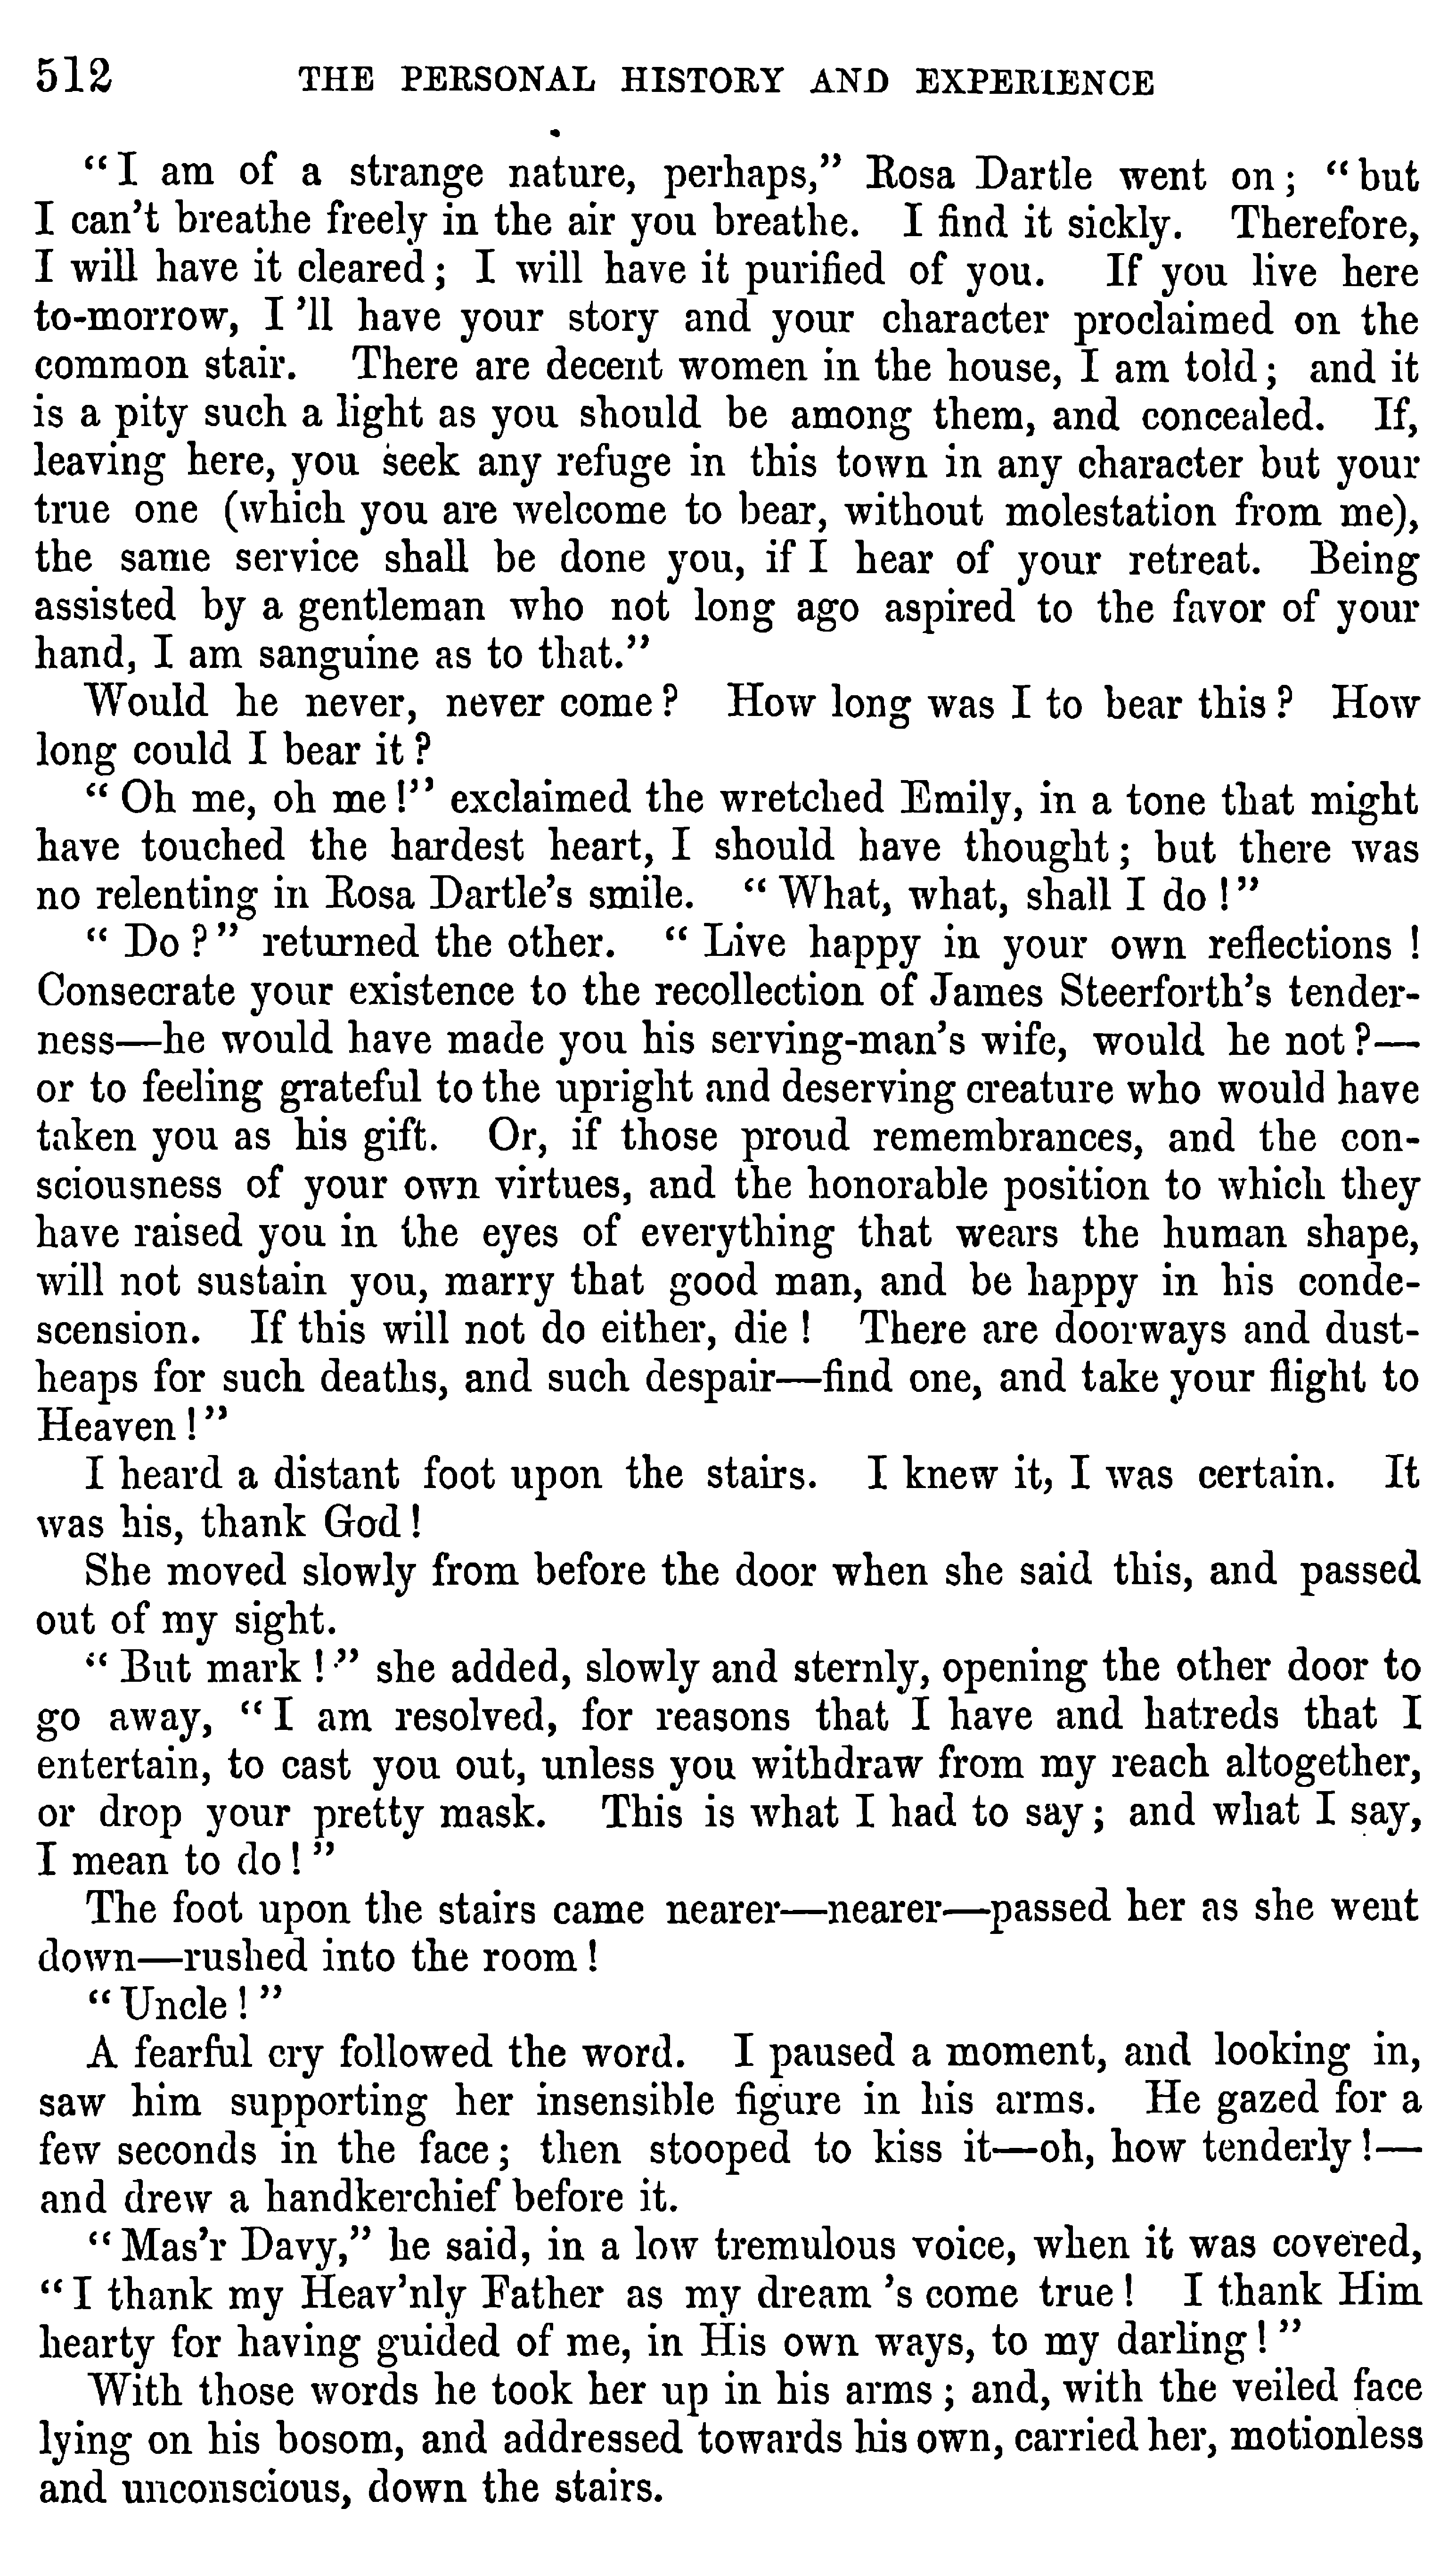 512 THE PERSONAL HISTORY AND EXPERIENCE
"I am of a strange nature, perhaps," Rosa Dartle went on; "but
I can't breathe freely in the air you breathe. I find it sickly. Therefore,
I will have it cleared; I will have it purified of you. If you live here
to-morrow, I 'll have your story and your character proclaimed on the
common stair. There are decent women in the house, I am told; and it
is a pity such a light as you should be among them, and concealed. If,
leaving here, you seek any refuge in this town in any character but your
true one (which you are welcome to bear, without molestation from me),
the same service shall be done you, if I hear of your retreat. Being
assisted by a gentleman who not long ago aspired to the favor of your
hand, I am sanguine as to that."
Would he never, never come? How long was I to bear this? How
long could I bear it?
"Oh me, oh me!" exclaimed the wretched Emily, in a tone that might
have touched the hardest heart, I should have thought; but there was
no relenting in Rosa Dartle's smile. "What, what, shall I do!"
"Do?" returned the other. "Live happy in your own reflections!
Consecrate your existence to the recollection of James Steerforth's tender-
ness—he would have made you his serving-man's wife, would he not?—
or to feeling grateful to the upright and deserving creature who would have
taken you as his gift. Or, if those proud remembrances, and the con-
sciousness of your own virtues, and the honorable position to which they
have raised you in the eyes of everything that wears the human shape,
will not sustain you, marry that good man, and be happy in his conde-
scension. If this will not do either, die! There are doorways and dust-
heaps for such deaths, and such despair—find one, and take your flight to
Heaven!"
I heard a distant foot upon the stairs. I knew it, I was certain. It
was his, thank God!
She moved slowly from before the door when she said this, and passed
out of my sight.
"But mark!" she added, slowly and sternly, opening the other door to
go away, "I am resolved, for reasons that I have and hatreds that I
entertain, to cast you out, unless you withdraw from my reach altogether,
or drop your pretty mask. This is what I had to say; and what I say,
I mean to do!"
The foot upon the stairs came nearer—nearer—passed her as she went
down—rushed into the room!
"Uncle!"
A fearful cry followed the word. I paused a moment, and looking in,
saw him supporting her insensible figure in his arms. He gazed for a
few seconds in the face; then stooped to kiss it—oh, how tenderly!—
and drew a handkerchief before it.
"Mas'r Davy," he said, in a low tremulous voice, when it was covered,
"I thank my Heav'nly Father as my dream 's come true! I thank Him
hearty for having guided of me, in His own ways, to my darling!"
With those words he took her up in his arms; and, with the veiled face
lying on his bosom, and addressed towards his own, carried her, motionless
and unconscious, down the stairs.